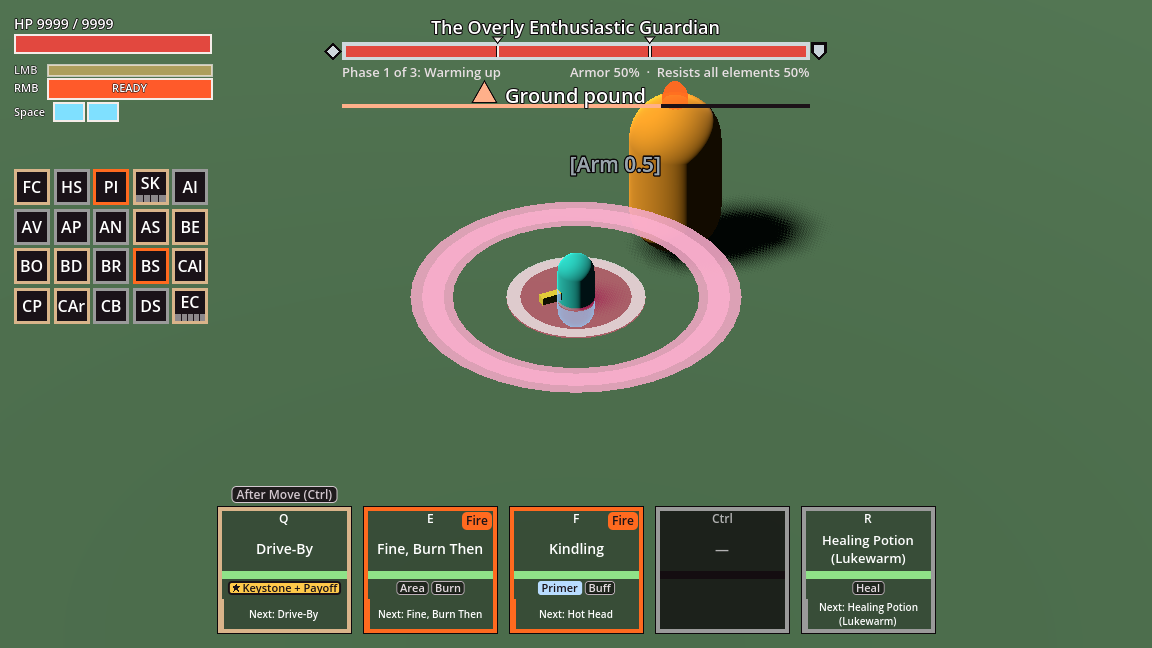 HP 9999 / 9999
The Overly Enthusiastic Guardian
LMB
Phase 1 of 3: Warming up
Armor 50% · Resists all elements 50%
RMB READY
Ground pound
Space
[Arm 0.5]
FC HS PI SK AI
AV AP AN AS BE
BO BD BR BS CAl
CP CAr CB DS EC
After Move (Ctrl)
Q
Drive-By
★ Keystone + Payoff
Next: Drive-By
E Fire
Fine, Burn Then
Area Burn
Next: Fine, Burn Then
F Fire
Kindling
Primer Buff
Next: Hot Head
Ctrl
—
R
Healing Potion
(Lukewarm)
Heal
Next: Healing Potion
(Lukewarm)